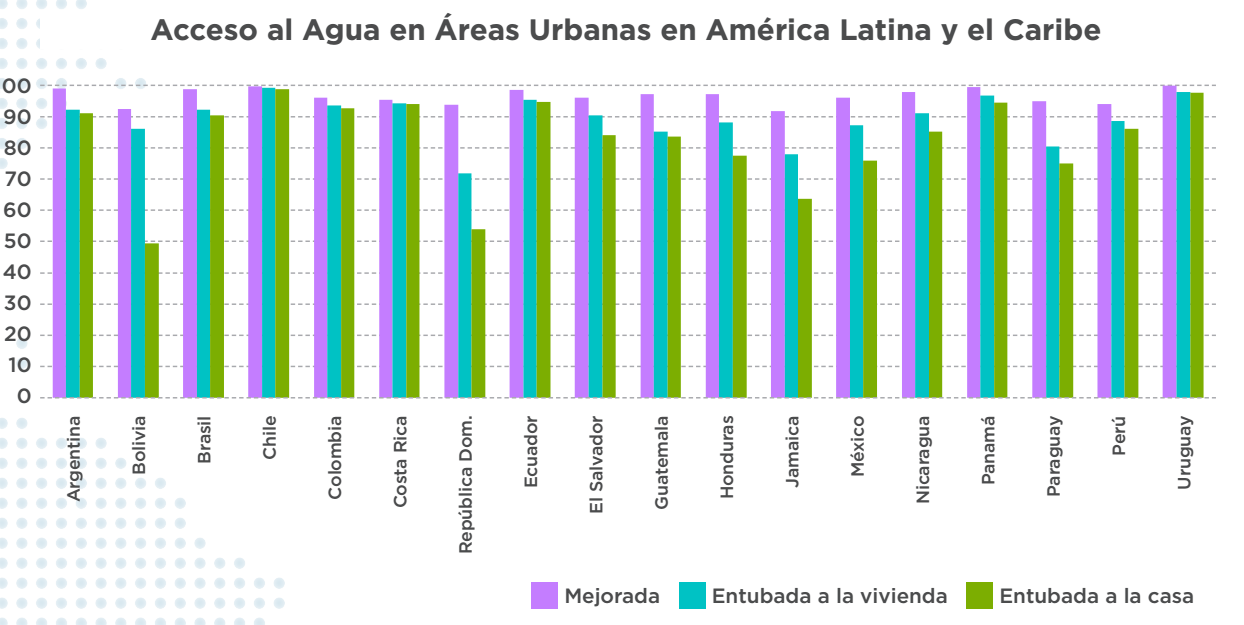 Acceso al Agua en Áreas Urbanas en América Latina y el Caribe
00
90
80
70
60
50
40
30
20
10
0
Argentina
Bolivia
Brasil
Chile
Colombia
Costa Rica
República Dom.
Ecuador
El Salvador
Guatemala
Honduras
Jamaica
México
Nicaragua
Panamá
Paraguay
Perú
Uruguay
Mejorada
Entubada a la vivienda
Entubada a la casa